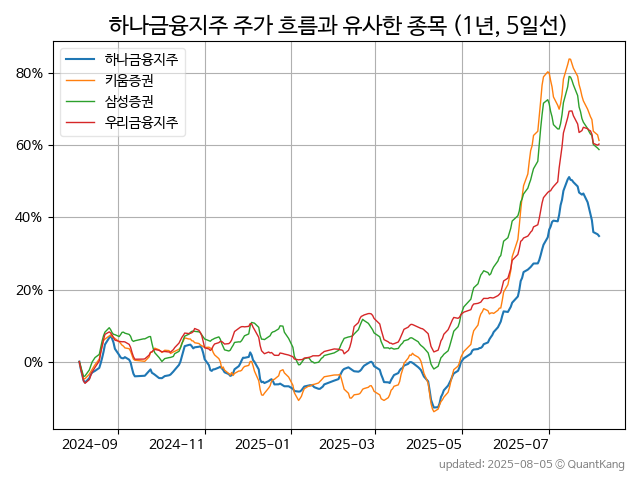 하나금융지주 주가 흐름과 유사한 종목 (1년, 5일선)
하나금융지주
키움증권
삼성증권
우리금융지주
80%
60%
40%
20%
0%
2024-09 2024-11 2025-01 2025-03 2025-05 2025-07
updated: 2025-08-05 © QuantKang